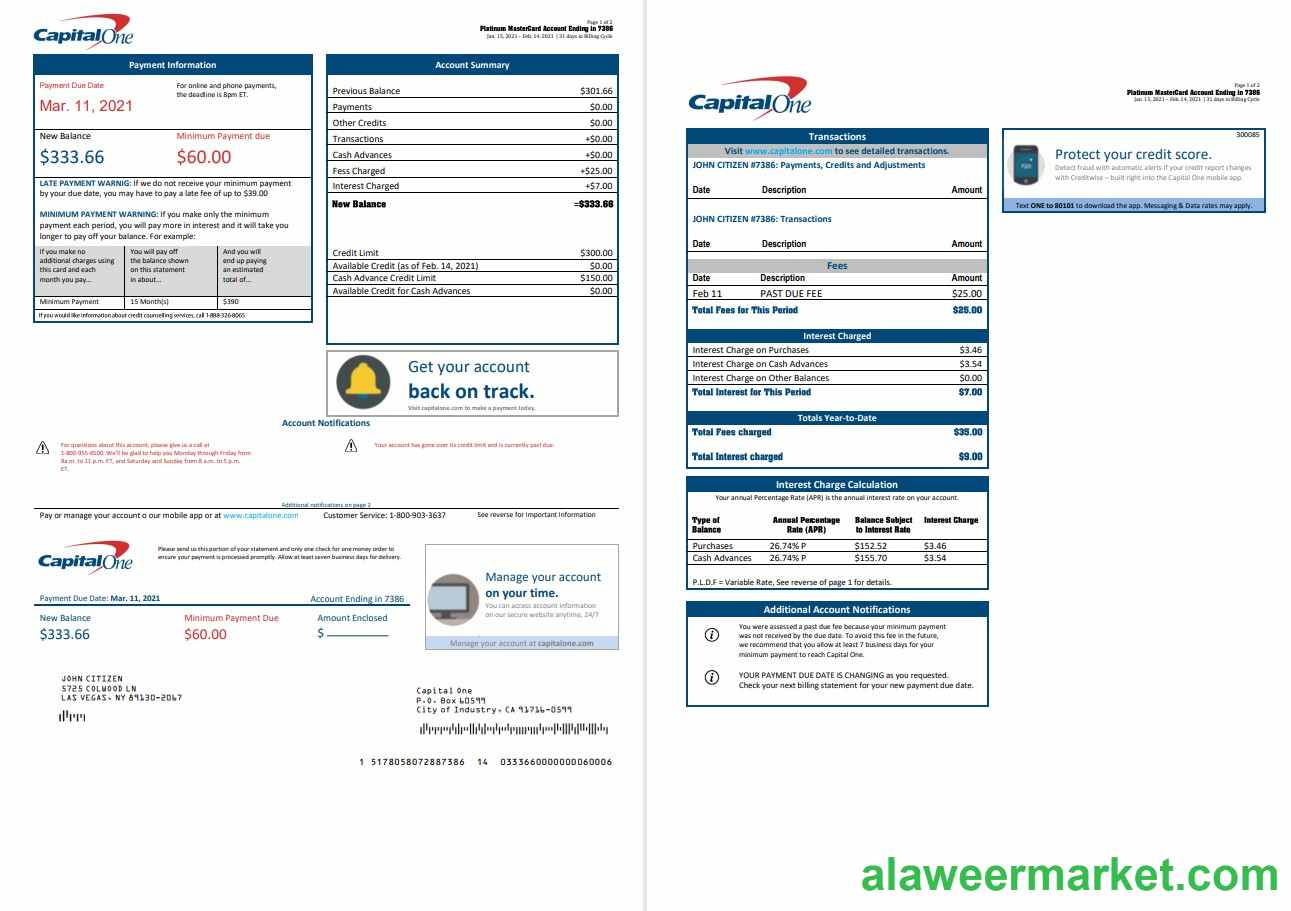 CapitalOne
Page 1 of 2
Platinum MasterCard Account Ending in 7386
Jan. 15, 2021 – Feb. 14, 2021 | 31 days in Billing Cycle
Payment Information
Payment Due Date
For online and phone payments,
the deadline is 8pm ET.
Mar. 11, 2021
New Balance
Minimum Payment due
$333.66
$60.00
LATE PAYMENT WARNIG: If we do not receive your minimum payment
by your due date, you may have to pay a late fee of up to $39.00
MINIMUM PAYMENT WARNING: If you make only the minimum
payment each period, you will pay more in interest and it will take you
longer to pay off your balance. For example:
If you make no
additional charges using
this card and each
month you pay...
You will pay off
the balance shown
on this statement
in about...
And you will
end up paying
an estimated
total of...
Minimum Payment
15 Month(s)
$390
If you would like information about credit counselling services, call 1-888-326-8065.
Account Summary
Previous Balance $301.66
Payments $0.00
Other Credits $0.00
Transactions +$0.00
Cash Advances +$0.00
Fess Charged +$25.00
Interest Charged +$7.00
New Balance =$333.66
Credit Limit $300.00
Available Credit (as of Feb. 14, 2021) $0.00
Cash Advance Credit Limit $150.00
Available Credit for Cash Advances $0.00
Get your account
back on track.
Visit capitalone.com to make a payment today.
Account Notifications
For questions about this account, please give us a call at
1-800-955-6600. We'll be glad to help you Monday through Friday from
8a.m. to 11 p.m. ET, and Saturday and Sunday from 8 a.m. to 5 p.m.
ET.
Your account has gone over its credit limit and is currently past due.
Additional notifications on page 2
Pay or manage your account o our mobile app or at www.capitalone.com Customer Service: 1-800-903-3637 See reverse for Important Information
CapitalOne
Please send us this portion of your statement and only one check for one money order to
ensure your payment is processed promptly. Allow at least seven business days for delivery.
Payment Due Date: Mar. 11, 2021 Account Ending in 7386
New Balance Minimum Payment Due Amount Enclosed
$333.66 $60.00 $
Manage your account
on your time.
You can access account information
on our secure website anytime, 24/7
Manage your account at capitalone.com
JOHN CITIZEN
5725 COLWOOD LN
LAS VEGAS, NY 89130-2067
Capital One
P.O. Box 60599
City of Industry, CA 91716-0599
1 5178058072887386 14 0333660000000060006
CapitalOne
Page 1 of 2
Platinum MasterCard Account Ending in 7386
Jan. 15, 2021 – Feb. 14, 2021 | 31 days in Billing Cycle
Transactions
Visit www.capitalone.com to see detailed transactions.
JOHN CITIZEN #7386: Payments, Credits and Adjustments
Date Description Amount
JOHN CITIZEN #7386: Transactions
Date Description Amount
Fees
Date Description Amount
Feb 11 PAST DUE FEE $25.00
Total Fees for This Period $25.00
Interest Charged
Interest Charge on Purchases $3.46
Interest Charge on Cash Advances $3.54
Interest Charge on Other Balances $0.00
Total Interest for This Period $7.00
Totals Year-to-Date
Total Fees charged $35.00
Total Interest charged $9.00
Interest Charge Calculation
Your annual Percentage Rate (APR) is the annual interest rate on your account.
Type of Balance
Annual Percentage Rate (APR)
Balance Subject to Interest Rate
Interest Charge
Purchases 26.74% P $152.52 $3.46
Cash Advances 26.74% P $155.70 $3.54
P.L.D.F = Variable Rate, See reverse of page 1 for details.
Additional Account Notifications
You were assessed a past due fee because your minimum payment
was not received by the due date. To avoid this fee in the future,
we recommend that you allow at least 7 business days for your
minimum payment to reach Capital One.
YOUR PAYMENT DUE DATE IS CHANGING as you requested.
Check your next billing statement for your new payment due date.
300085
Protect your credit score.
Detect fraud with automatic alerts if your credit report changes
with Creditwise – built right into the Capital One mobile app.
Text ONE to 80101 to download the app. Messaging & Data rates may apply.
alaweermarket.com